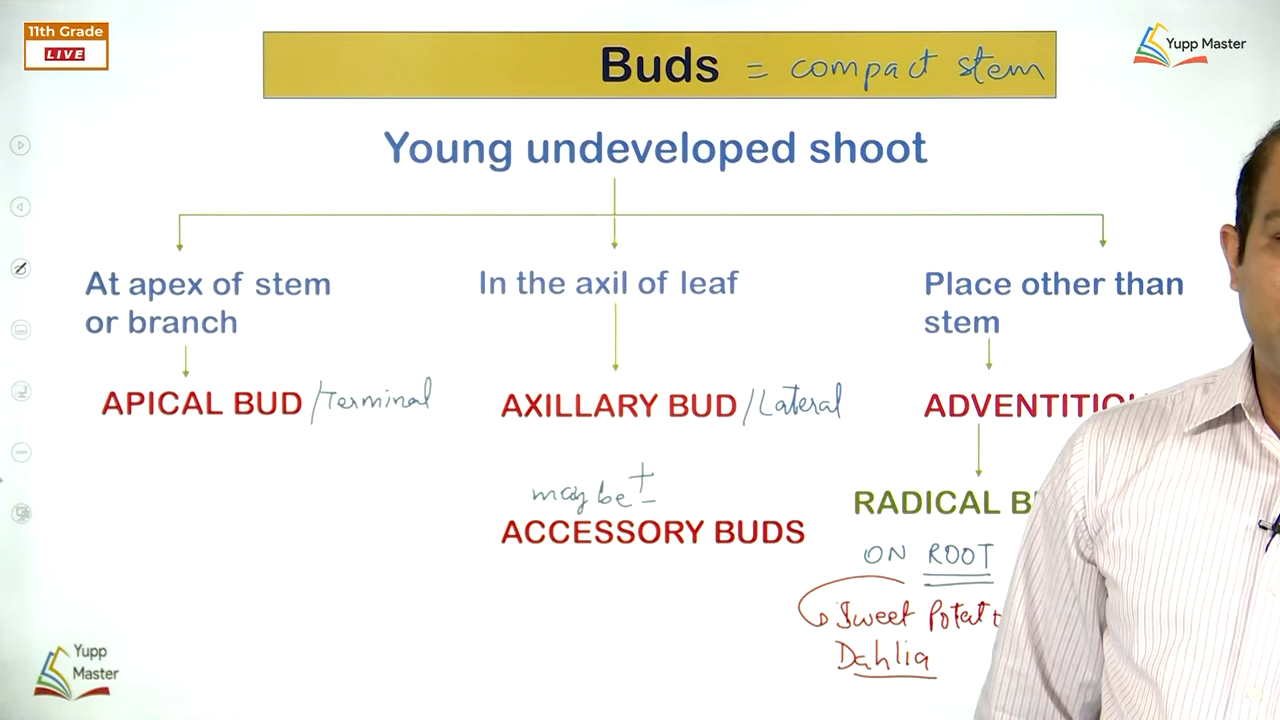 11th Grade
LIVE
Yupp Master
Buds = compact stem
Young undeveloped shoot
At apex of stem
or branch
In the axil of leaf
Place other than
stem
APICAL BUD /Terminal
AXILLARY BUD /Lateral
may be ±
ACCESSORY BUDS
RADICAL
ON ROOT
Sweet
Dahlia
Yupp
Master